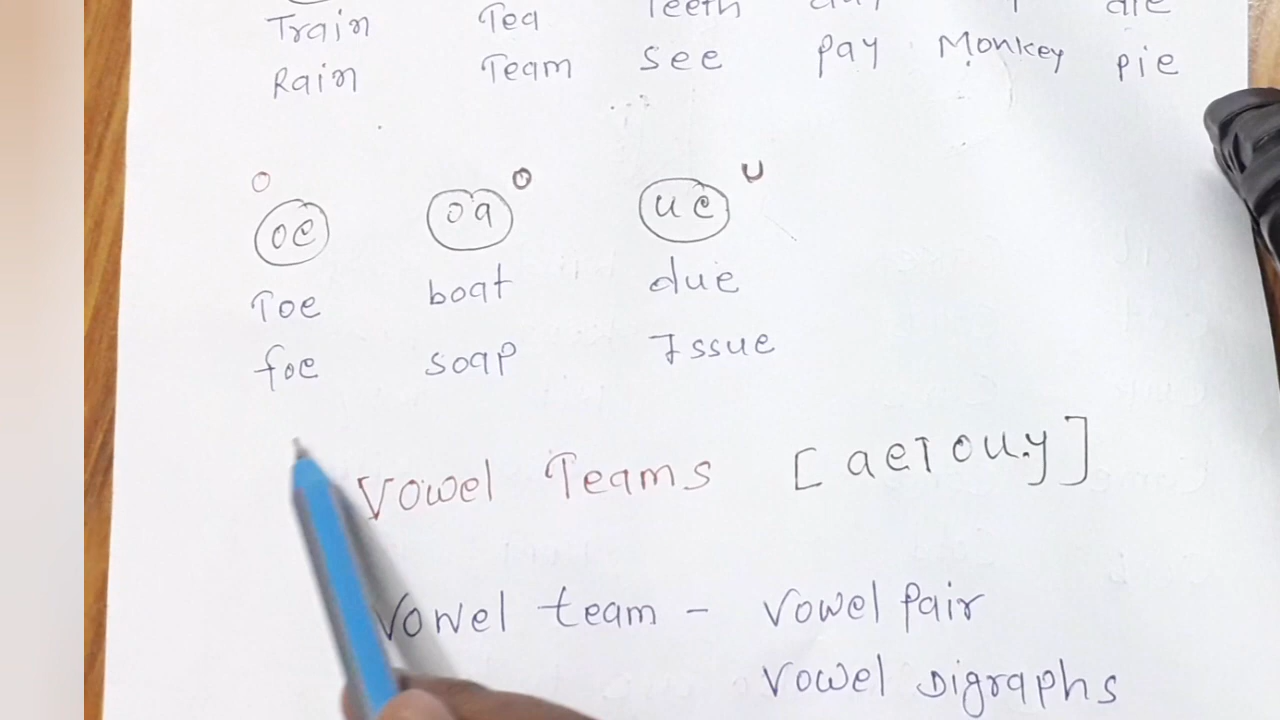 Train Tea Teeth
Rain Team see pay Monkey pie
o o u
oe oa ue
Toe boat due
foe soap Issue
Vowel Teams [aeIouy]
Vowel team - Vowel Pair
Vowel Digraphs